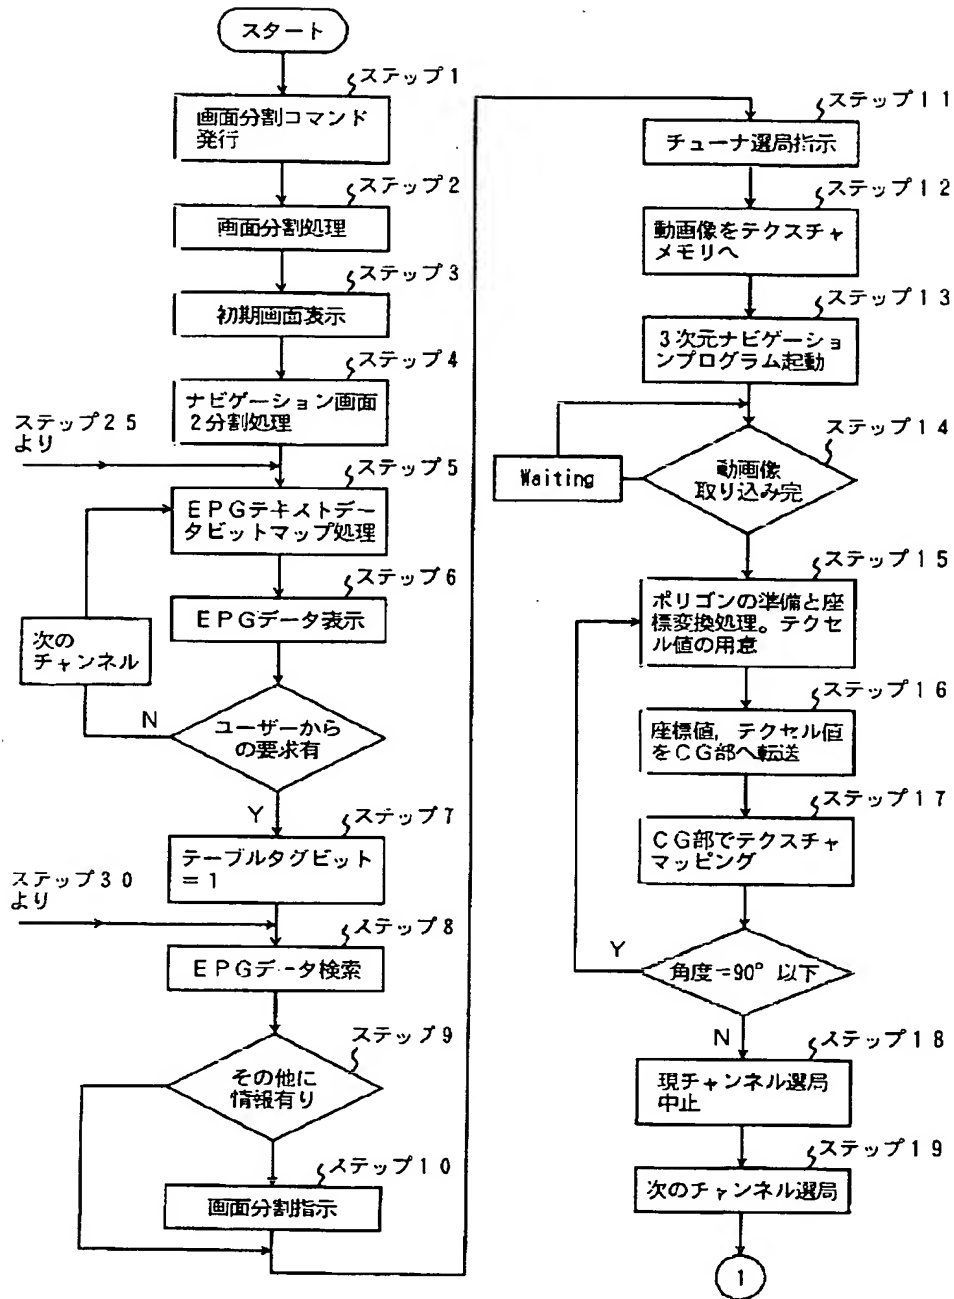 スタート
ステップ1
画面分割コマンド
発行
ステップ2
画面分割処理
ステップ3
初期画面表示
ステップ4
ナビゲーション画面
2分割処理
ステップ25
より
ステップ5
EPGテキストデー
タビットマップ処理
ステップ6
EPGデータ表示
次の
チャンネル
N
ユーザーから
の要求有
Y
ステップ7
テーブルタグビット
=1
ステップ30
より
ステップ8
EPGデータ検索
ステップ9
その他に
情報有り
ステップ10
画面分割指示
ステップ11
チューナ選局指示
ステップ12
動画像をテクスチャ
メモリへ
ステップ13
3次元ナビゲーショ
ンプログラム起動
ステップ14
Waiting
動画像
取り込み完
ステップ15
ポリゴンの準備と座
標変換処理。テクセ
ル値の用意
ステップ16
座標値,テクセル値
をCG部へ転送
ステップ17
CG部でテクスチャ
マッピング
Y
角度=90°以下
N
ステップ18
現チャンネル選局
中止
ステップ19
次のチャンネル選局
1